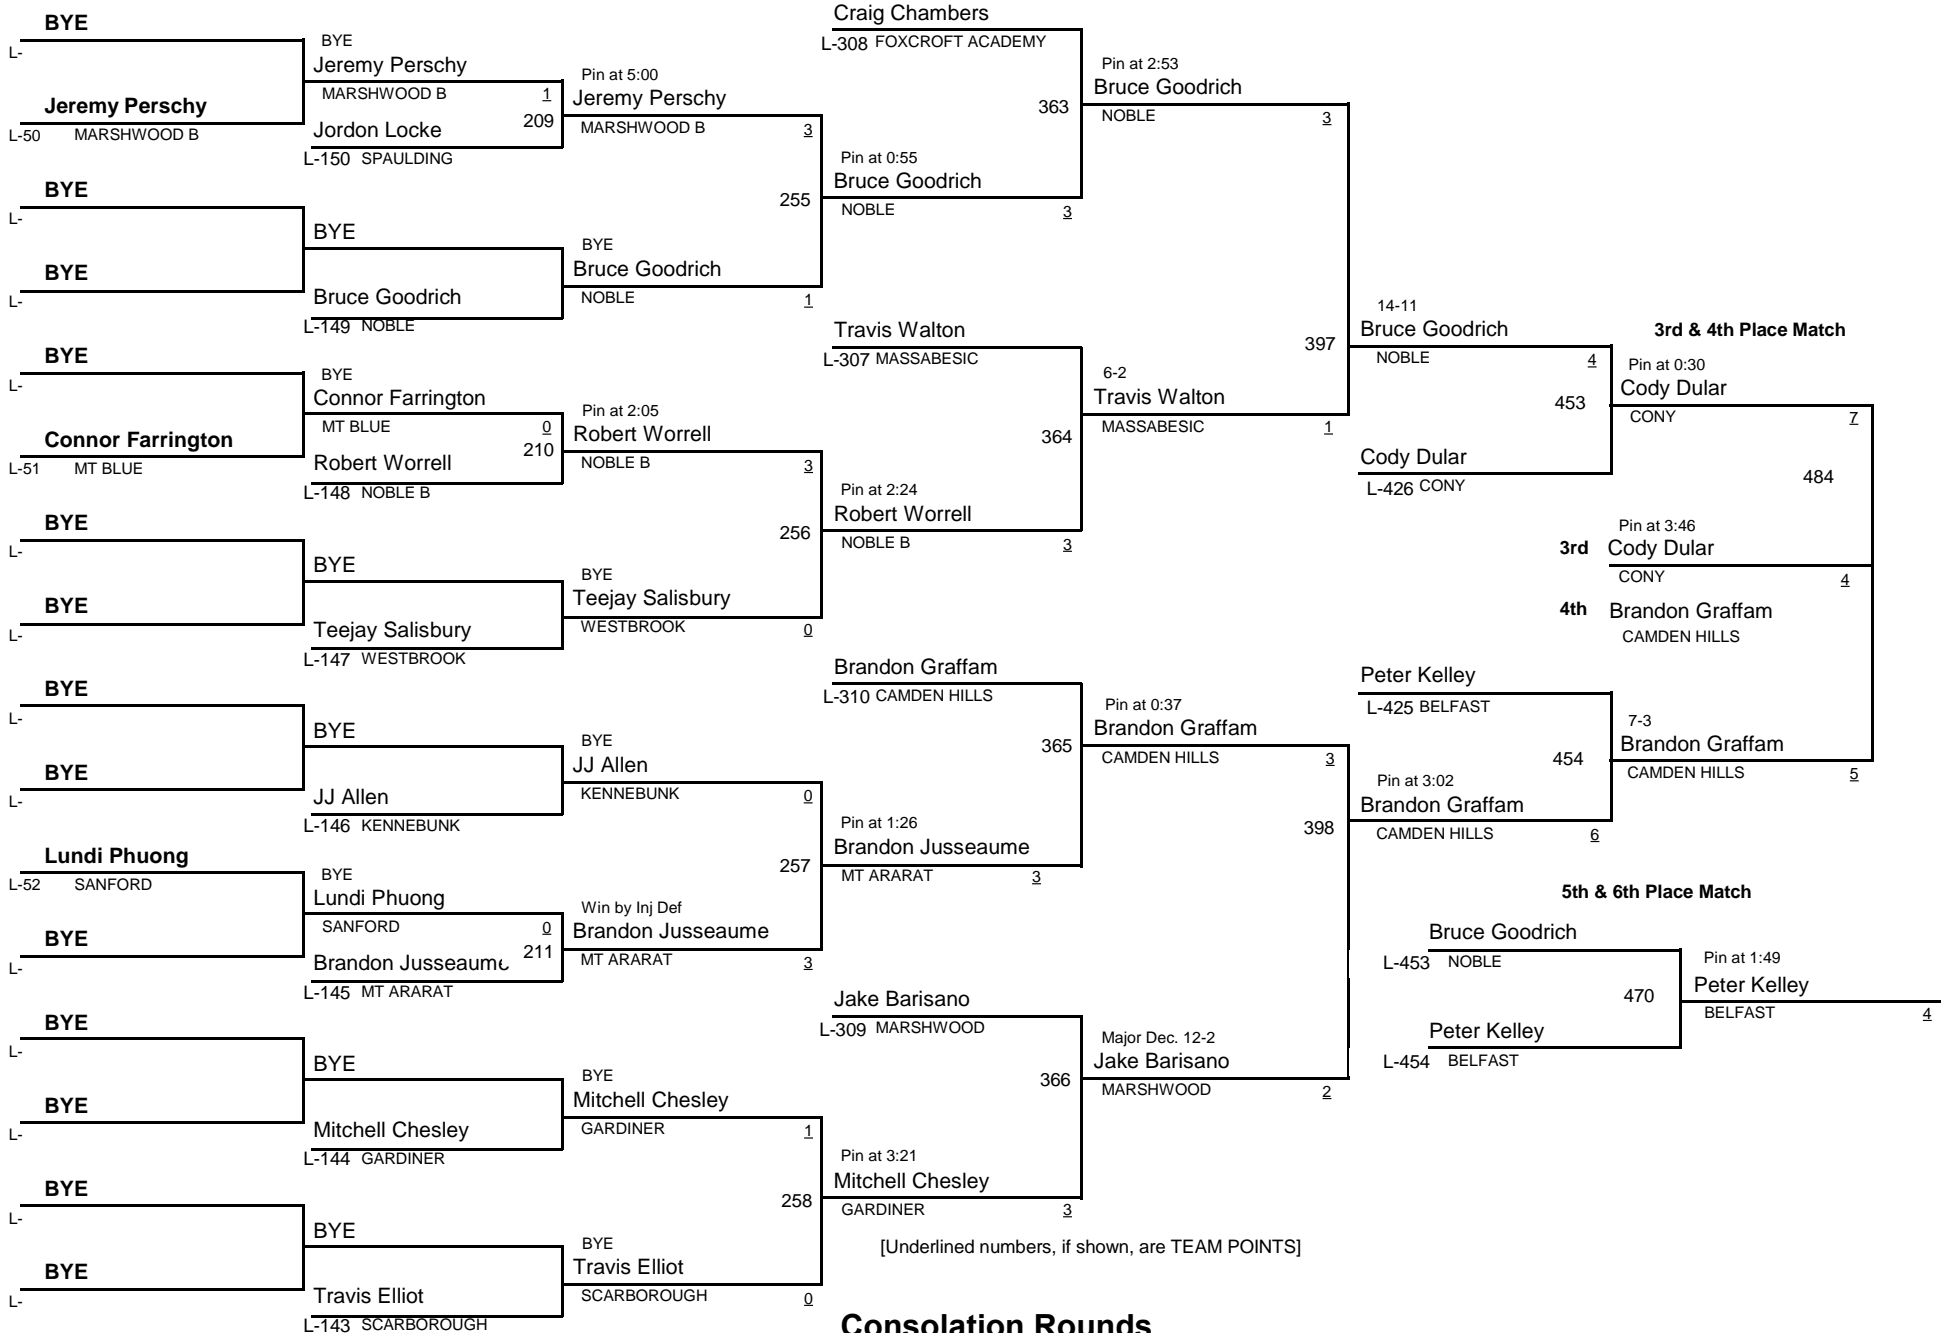 BYE
L-
Jeremy Perschy
L-50 MARSHWOOD B
BYE
L-
BYE
L-
BYE
L-
Connor Farrington
L-51 MT BLUE
BYE
L-
BYE
L-
BYE
L-
BYE
L-
Lundi Phuong
L-52 SANFORD
BYE
L-
BYE
L-
BYE
L-
BYE
L-
BYE
L-
BYE
Jeremy Perschy
MARSHWOOD B 1
209
Jordon Locke
L-150 SPAULDING
BYE
Bruce Goodrich
L-149 NOBLE
BYE
Connor Farrington
MT BLUE 0
210
Robert Worrell
L-148 NOBLE B
BYE
Teejay Salisbury
L-147 WESTBROOK
BYE
JJ Allen
L-146 KENNEBUNK
BYE
Lundi Phuong
SANFORD 0
211
Brandon Jusseaume
L-145 MT ARARAT
BYE
Mitchell Chesley
L-144 GARDINER
BYE
Travis Elliot
L-143 SCARBOROUGH
Pin at 5:00
Jeremy Perschy
MARSHWOOD B 3
255
BYE
Bruce Goodrich
NOBLE 1
Pin at 2:05
Robert Worrell
NOBLE B 3
256
BYE
Teejay Salisbury
WESTBROOK 0
BYE
JJ Allen
KENNEBUNK 0
257
Win by Inj Def
Brandon Jusseaume
MT ARARAT 3
BYE
Mitchell Chesley
GARDINER 1
258
BYE
Travis Elliot
SCARBOROUGH 0
Craig Chambers
L-308 FOXCROFT ACADEMY
363
Pin at 0:55
Bruce Goodrich
NOBLE 3
Travis Walton
L-307 MASSABESIC
364
Pin at 2:24
Robert Worrell
NOBLE B 3
Brandon Graffam
L-310 CAMDEN HILLS
365
Pin at 1:26
Brandon Jusseaume
MT ARARAT 3
Jake Barisano
L-309 MARSHWOOD
366
Pin at 3:21
Mitchell Chesley
GARDINER 3
Pin at 2:53
Bruce Goodrich
NOBLE 3
397
6-2
Travis Walton
MASSABESIC 1
Pin at 0:37
Brandon Graffam
CAMDEN HILLS 3
398
Major Dec. 12-2
Jake Barisano
MARSHWOOD 2
14-11
Bruce Goodrich
NOBLE 4
453
Cody Dular
L-426 CONY
Peter Kelley
L-425 BELFAST
454
Pin at 3:02
Brandon Graffam
CAMDEN HILLS 6
3rd & 4th Place Match
Pin at 0:30
Cody Dular
CONY 7
484
Pin at 3:46
3rd Cody Dular
CONY 4
4th Brandon Graffam
CAMDEN HILLS
7-3
Brandon Graffam
CAMDEN HILLS 5
5th & 6th Place Match
Bruce Goodrich
L-453 NOBLE
470
Peter Kelley
L-454 BELFAST
Pin at 1:49
Peter Kelley
BELFAST 4
[Underlined numbers, if shown, are TEAM POINTS]
Consolation Rounds